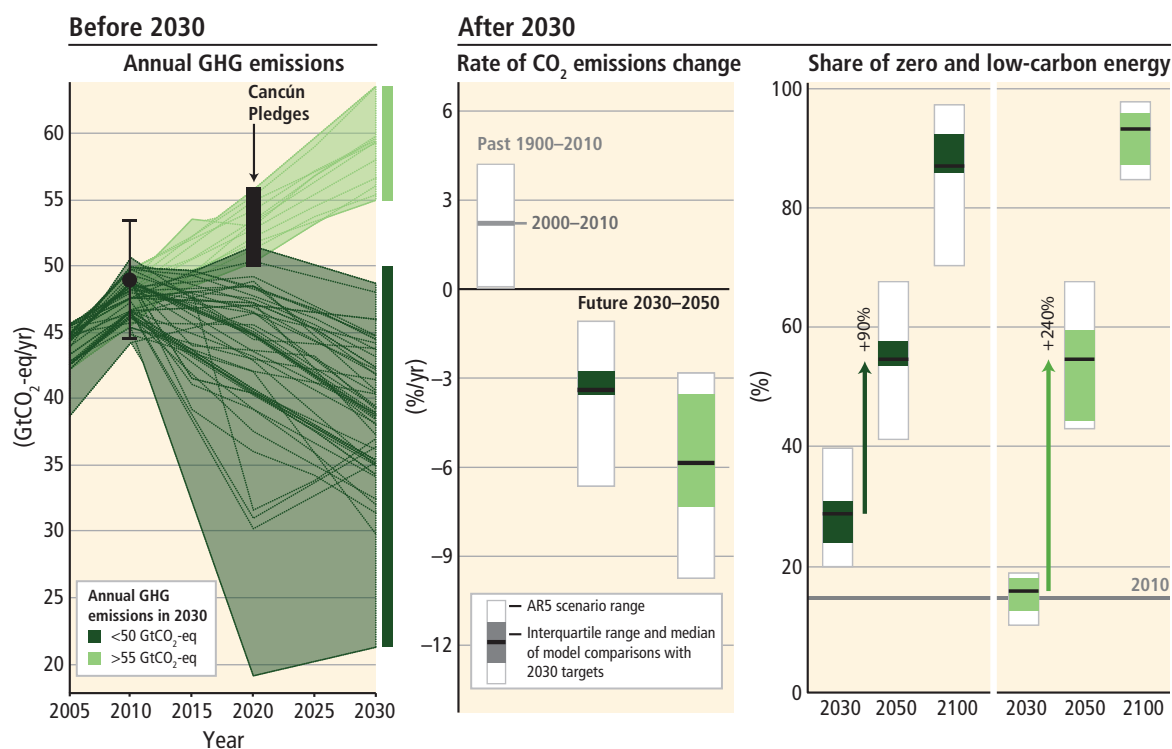 Before 2030
Annual GHG emissions
(GtCO2-eq/yr)
60
55
50
45
40
35
30
25
20
Cancún
Pledges
Annual GHG
emissions in 2030
<50 GtCO2-eq
>55 GtCO2-eq
2005 2010 2015 2020 2025 2030
Year
After 2030
Rate of CO2 emissions change
(%/yr)
6
3
0
−3
−6
−9
−12
Past 1900–2010
2000–2010
Future 2030–2050
AR5 scenario range
Interquartile range and median
of model comparisons with
2030 targets
Share of zero and low-carbon energy
(%)
100
80
60
40
20
0
+90%
+240%
2010
2030 2050 2100 2030 2050 2100